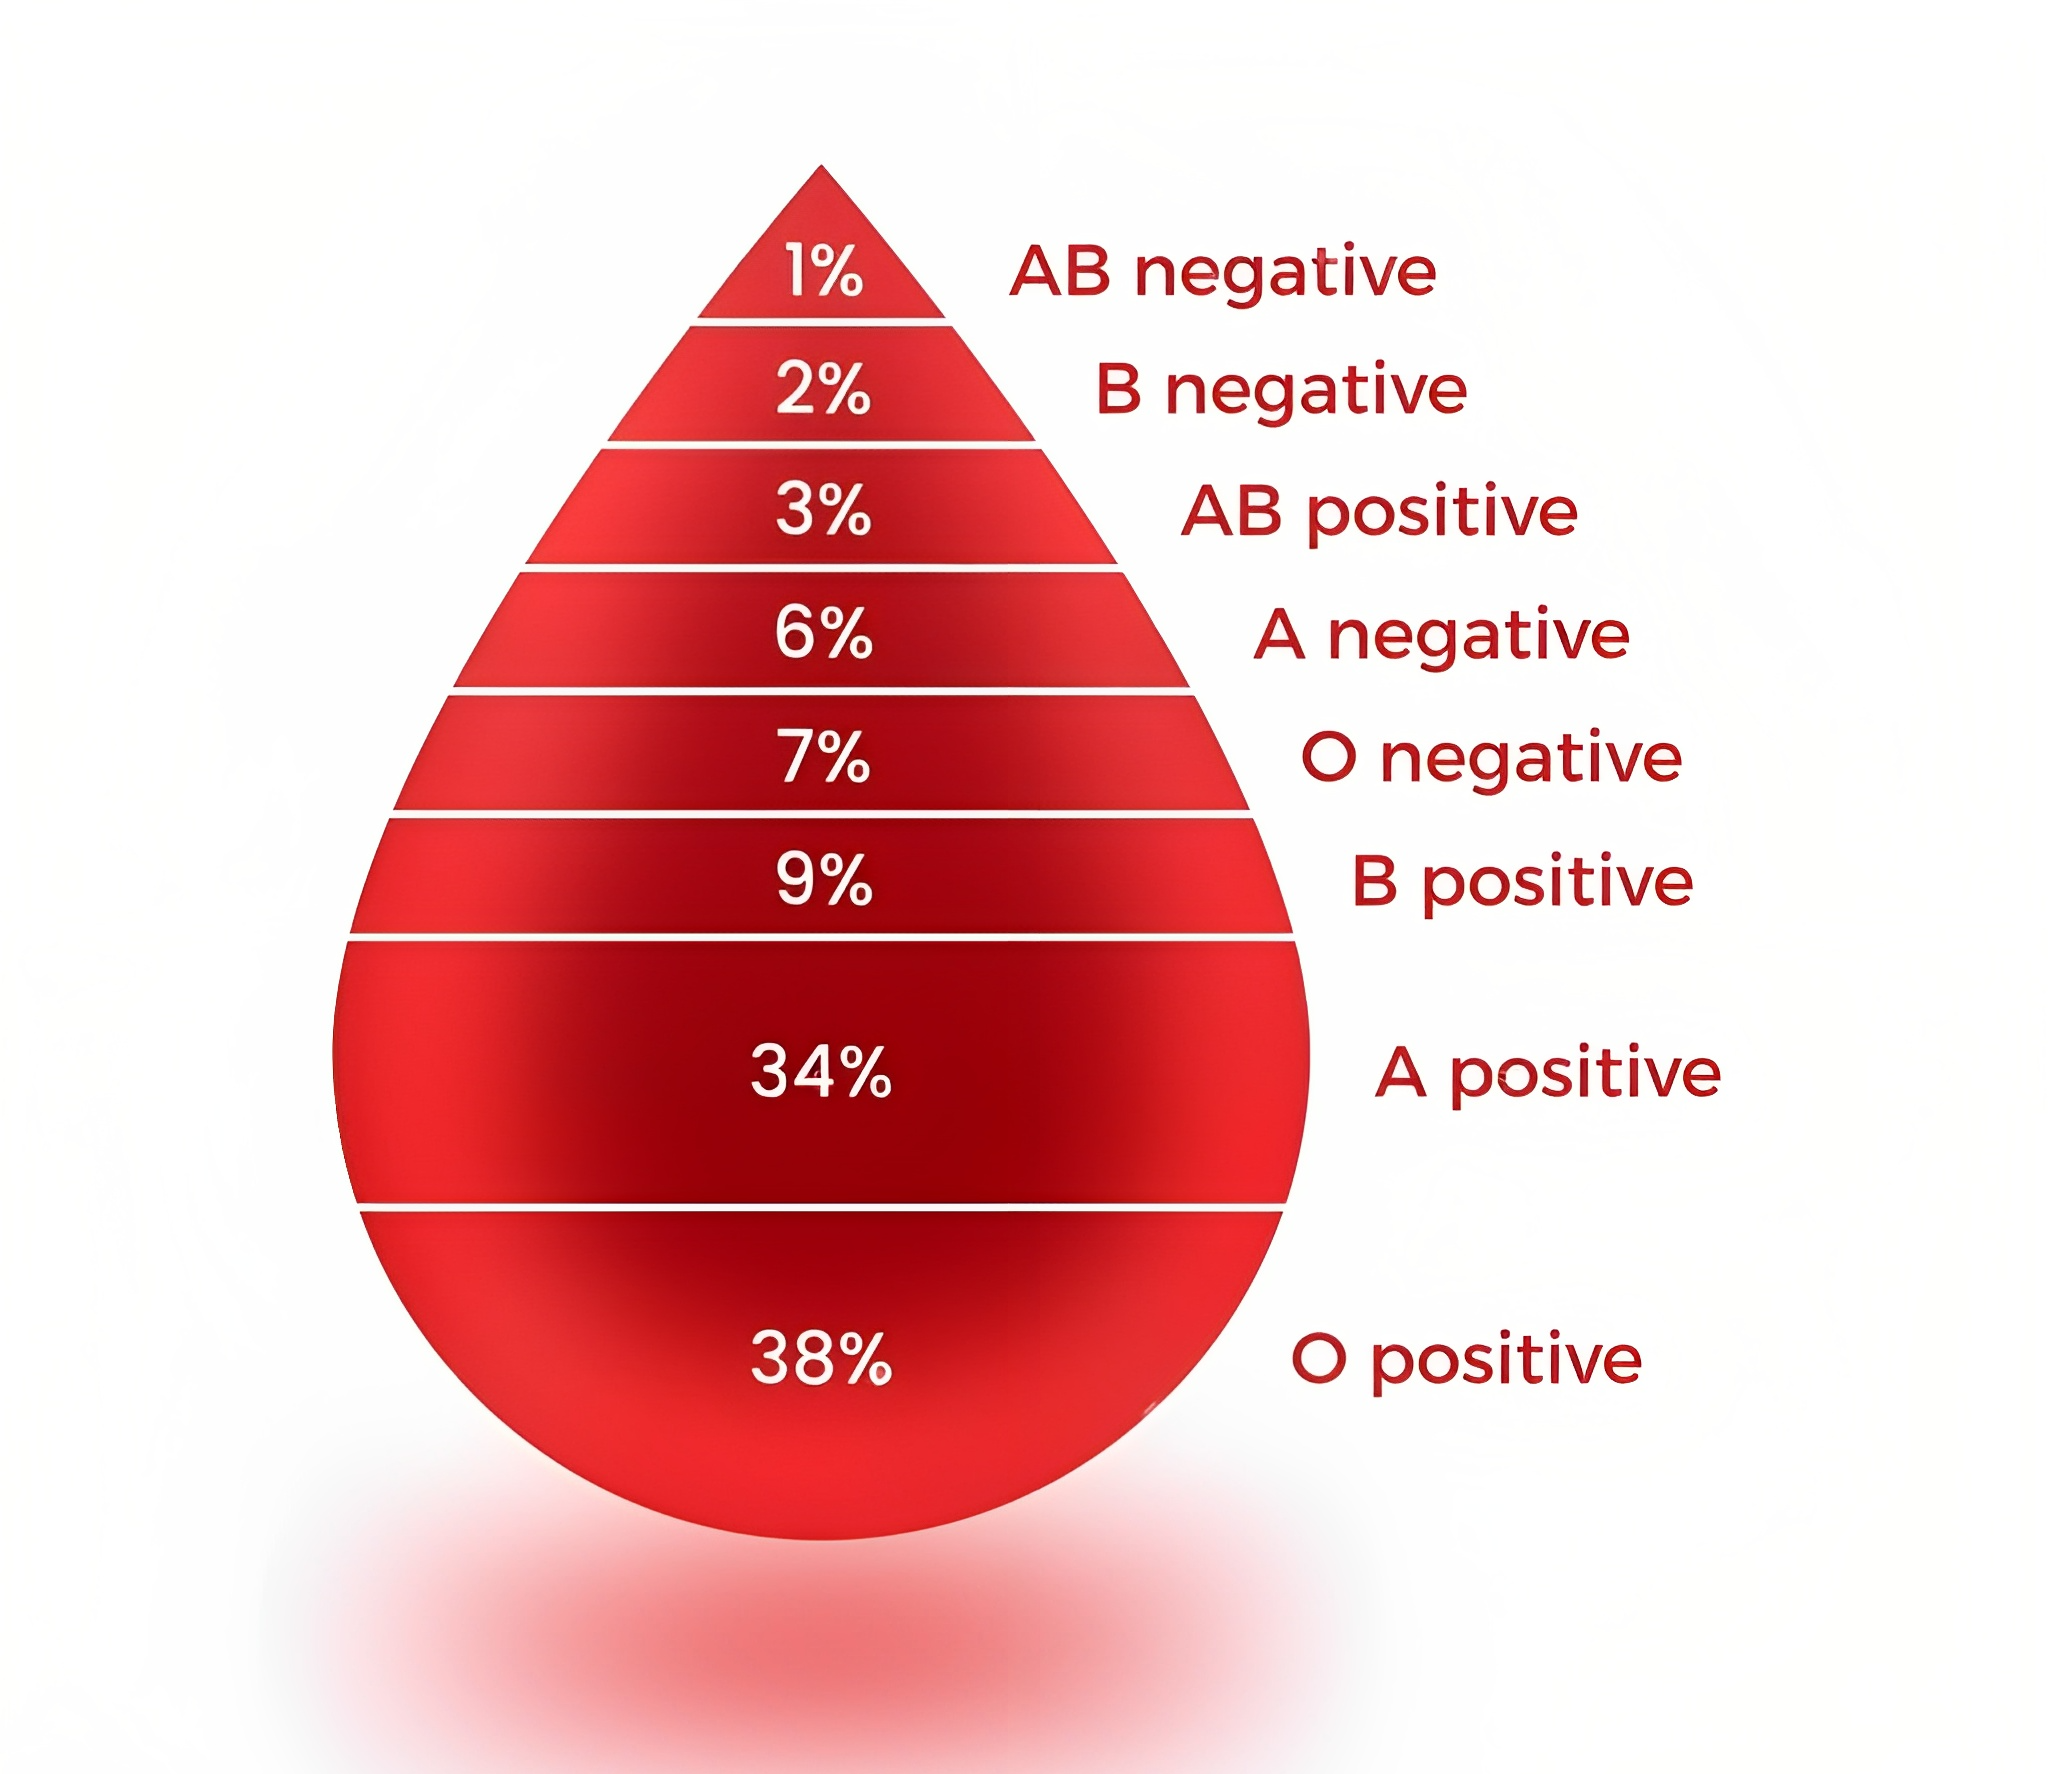 1% AB negative
2% B negative
3% AB positive
6% A negative
7% O negative
9% B positive
34% A positive
38% O positive